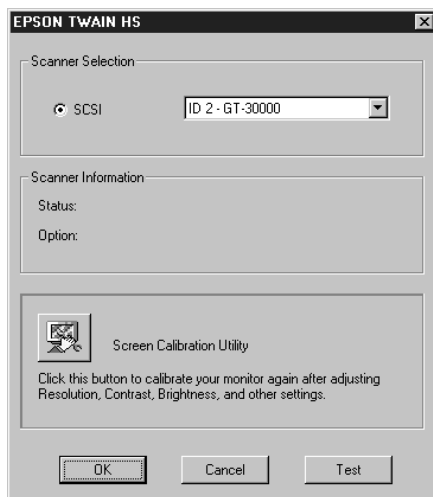 EPSON TWAIN HS
Scanner Selection
SCSI
ID 2 - GT-30000
Scanner Information
Status:
Option:
Screen Calibration Utility
Click this button to calibrate your monitor again after adjusting
Resolution, Contrast, Brightness, and other settings.
OK Cancel Test